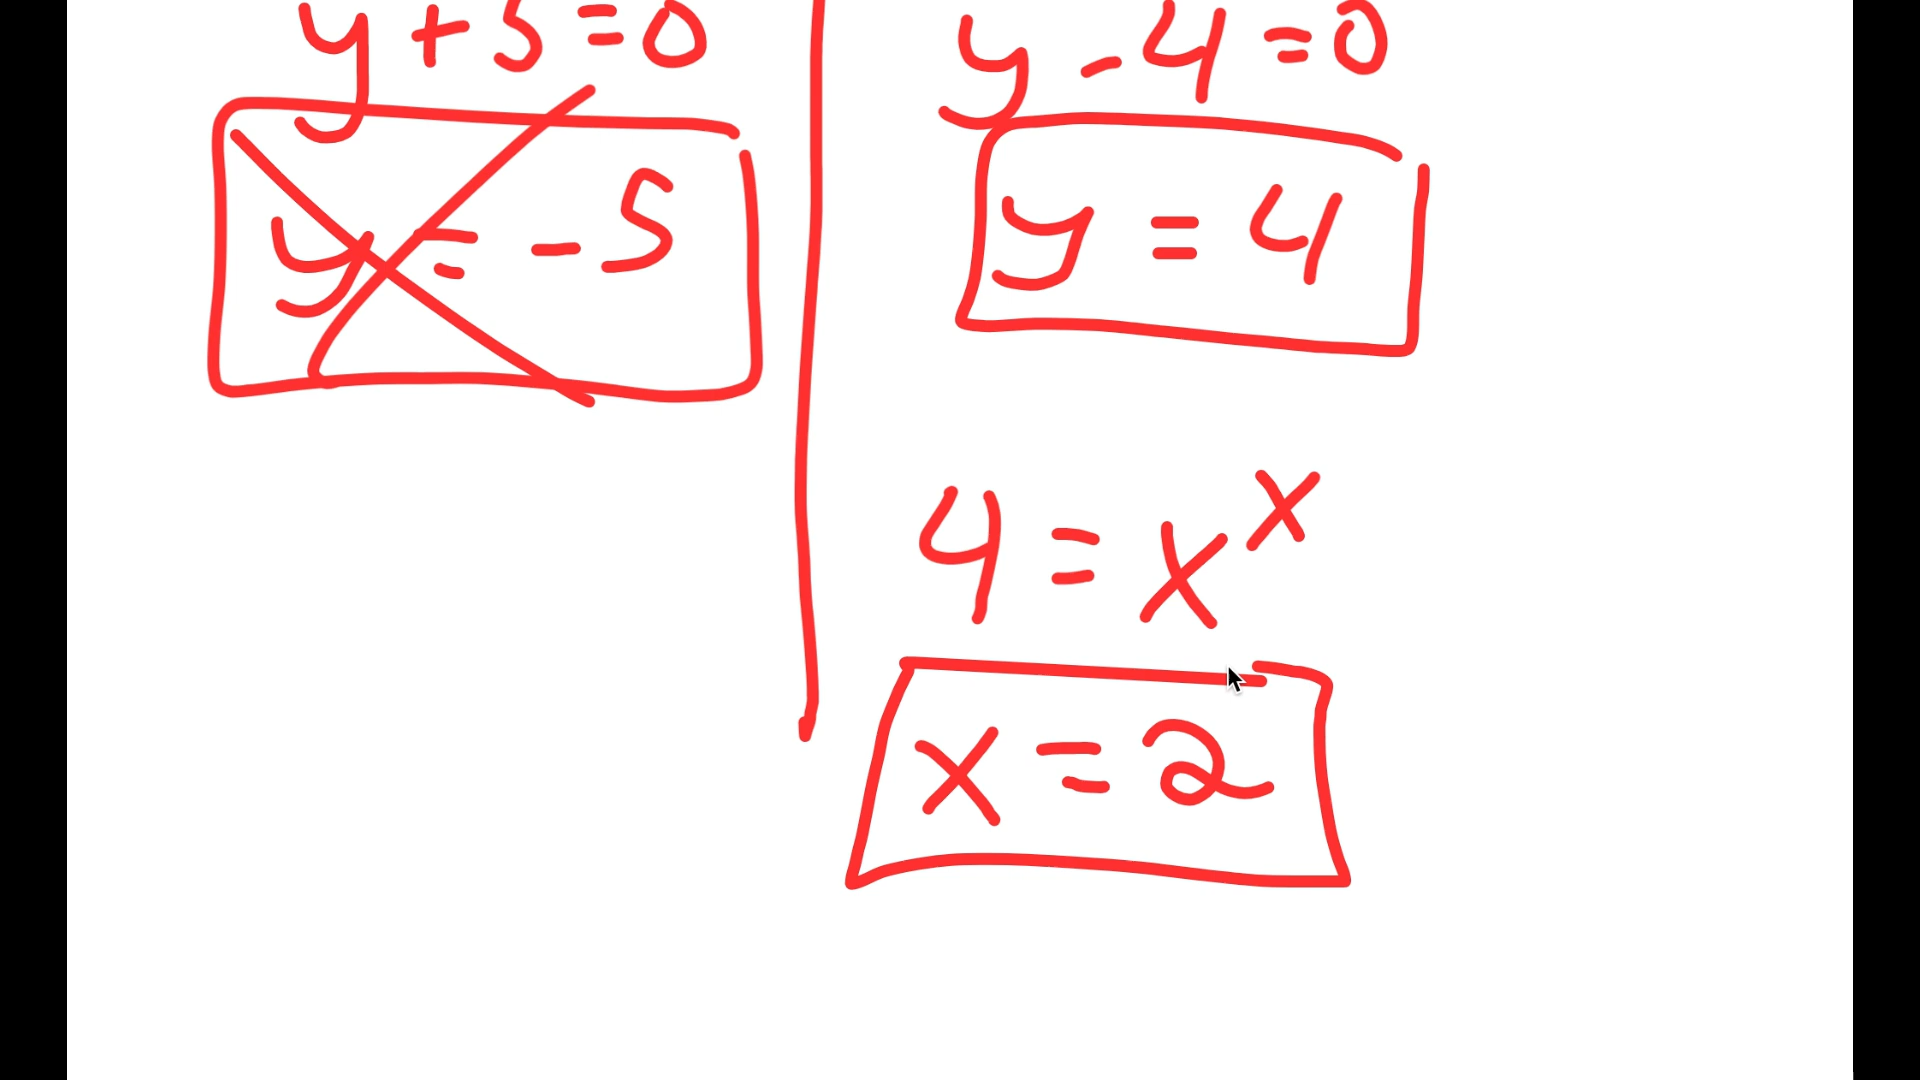 y + 5 = 0
y = - 5
y - 4 = 0
y = 4
4 = x^x
x = 2